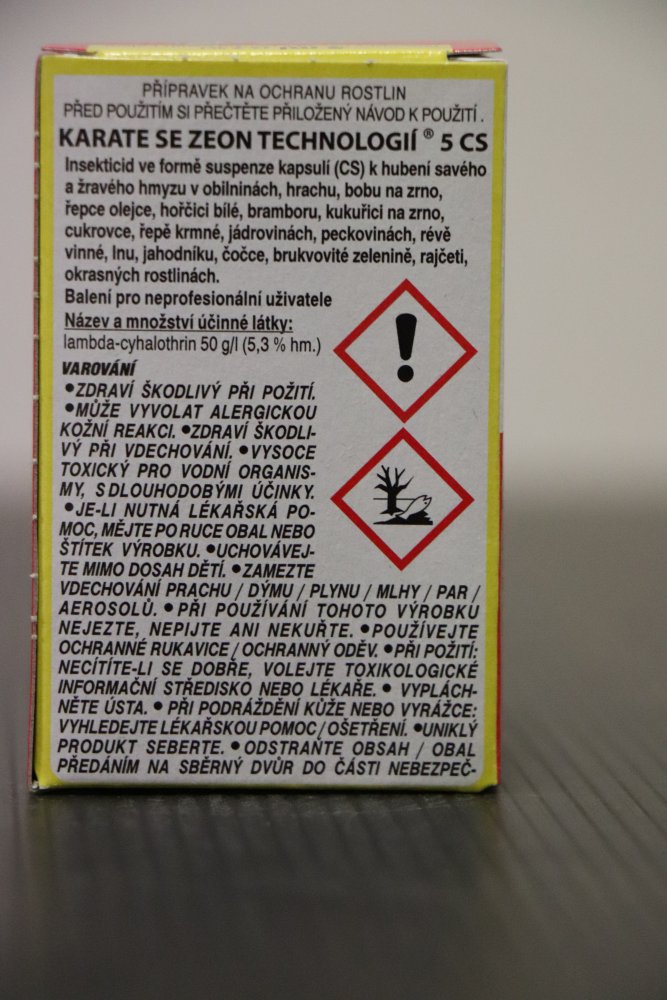 PŘÍPRAVEK NA OCHRANU ROSTLIN
PŘED POUŽITÍM SI PŘEČTĚTE PŘILOŽENÝ NÁVOD K POUŽITÍ .
KARATE SE ZEON TECHNOLOGIÍ ® 5 CS
Insekticid ve formě suspenze kapsulí (CS) k hubení savého
a žravého hmyzu v obilninách, hrachu, bobu na zrno,
řepce olejce, hořčici bílé, bramboru, kukuřici na zrno,
cukrovce, řepě krmné, jádrovinách, peckovinách, révě
vinné, lnu, jahodníku, čočce, brukvovité zelenině, rajčeti,
okrasných rostlinách.
Balení pro neprofesionální uživatele
Název a množství účinné látky:
lambda-cyhalothrin 50 g/l (5,3 % hm.)
VAROVÁNÍ
•ZDRAVÍ ŠKODLIVÝ PŘI POŽITÍ.
•MŮŽE VYVOLAT ALERGICKOU
KOŽNÍ REAKCI. •ZDRAVÍ ŠKODLI-
VÝ PŘI VDECHOVÁNÍ. •VYSOCE
TOXICKÝ PRO VODNÍ ORGANIS-
MY, S DLOUHODOBÝMI ÚČINKY.
•JE-LI NUTNÁ LÉKAŘSKÁ PO-
MOC, MĚJTE PO RUCE OBAL NEBO
ŠTÍTEK VÝROBKU. •UCHOVÁVEJ-
TE MIMO DOSAH DĚTÍ. •ZAMEZTE
VDECHOVÁNÍ PRACHU / DÝMU / PLYNU / MLHY / PAR /
AEROSOLŮ. •PŘI POUŽÍVÁNÍ TOHOTO VÝROBKU
NEJEZTE, NEPIJTE ANI NEKUŘTE. •POUŽÍVEJTE
OCHRANNÉ RUKAVICE / OCHRANNÝ ODĚV. •PŘI POŽITÍ:
NECÍTÍTE-LI SE DOBŘE, VOLEJTE TOXIKOLOGICKÉ
INFORMAČNÍ STŘEDISKO NEBO LÉKAŘE. • VYPLÁCH-
NĚTE ÚSTA. • PŘI PODRÁŽDĚNÍ KŮŽE NEBO VYRÁŽCE:
VYHLEDEJTE LÉKAŘSKOU POMOC / OŠETŘENÍ. •UNIKLÝ
PRODUKT SEBERTE. •ODSTRAŇTE OBSAH / OBAL
PŘEDÁNÍM NA SBĚRNÝ DVŮR DO ČÁSTI NEBEZPEČ-